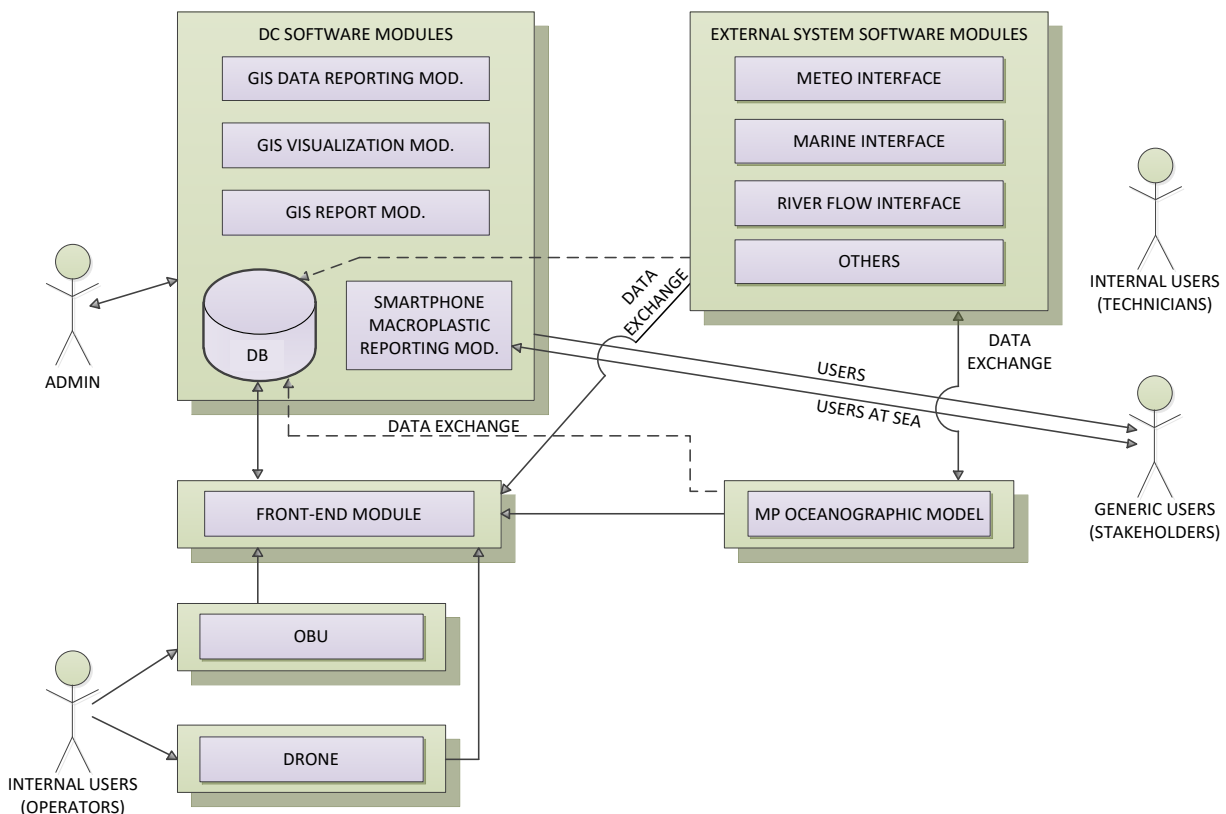 DC SOFTWARE MODULES
GIS DATA REPORTING MOD.
GIS VISUALIZATION MOD.
GIS REPORT MOD.
DB
SMARTPHONE
MACROPLASTIC
REPORTING MOD.
EXTERNAL SYSTEM SOFTWARE MODULES
METEO INTERFACE
MARINE INTERFACE
RIVER FLOW INTERFACE
OTHERS
INTERNAL USERS
(TECHNICIANS)
ADMIN
DATA
EXCHANGE
DATA
EXCHANGE
USERS
USERS AT SEA
DATA EXCHANGE
FRONT-END MODULE
MP OCEANOGRAPHIC MODEL
GENERIC USERS
(STAKEHOLDERS)
OBU
DRONE
INTERNAL USERS
(OPERATORS)